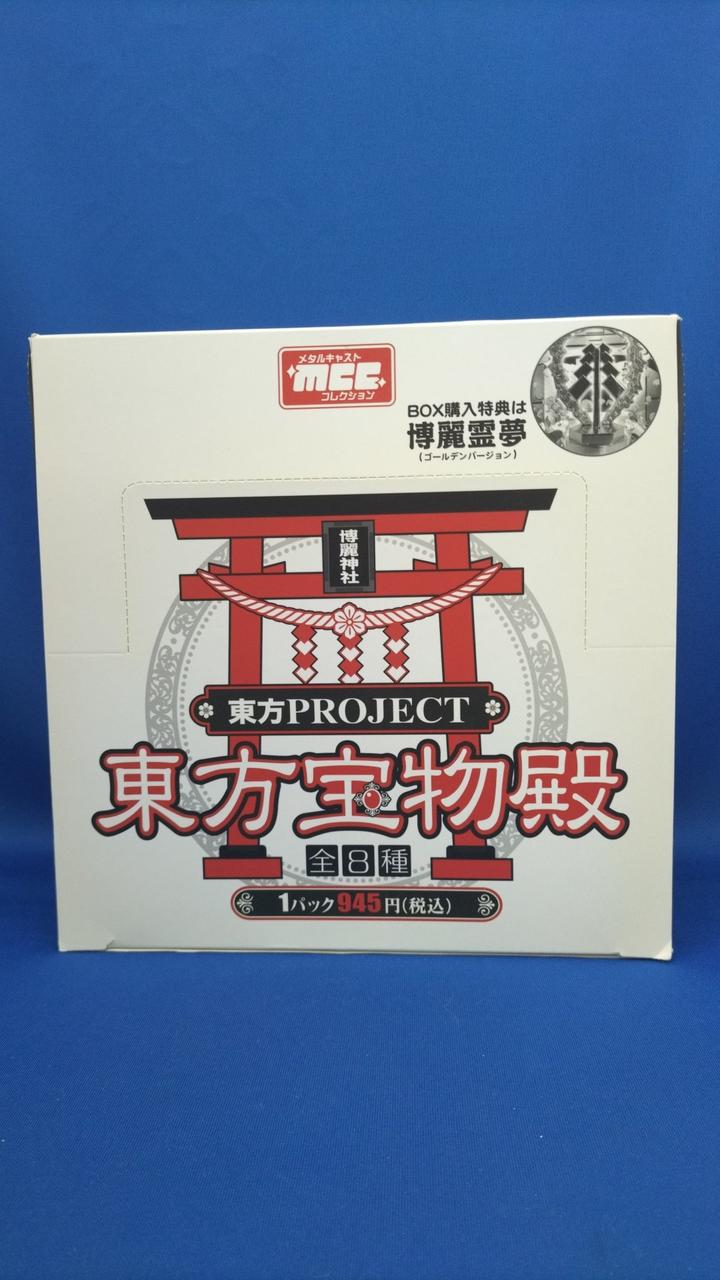 メタルキャスト
MCC
コレクション
BOX購入特典は
博麗霊夢
(ゴールデンバージョン)
博麗神社
東方PROJECT
東方宝物殿
全8種
1パック945円(税込)